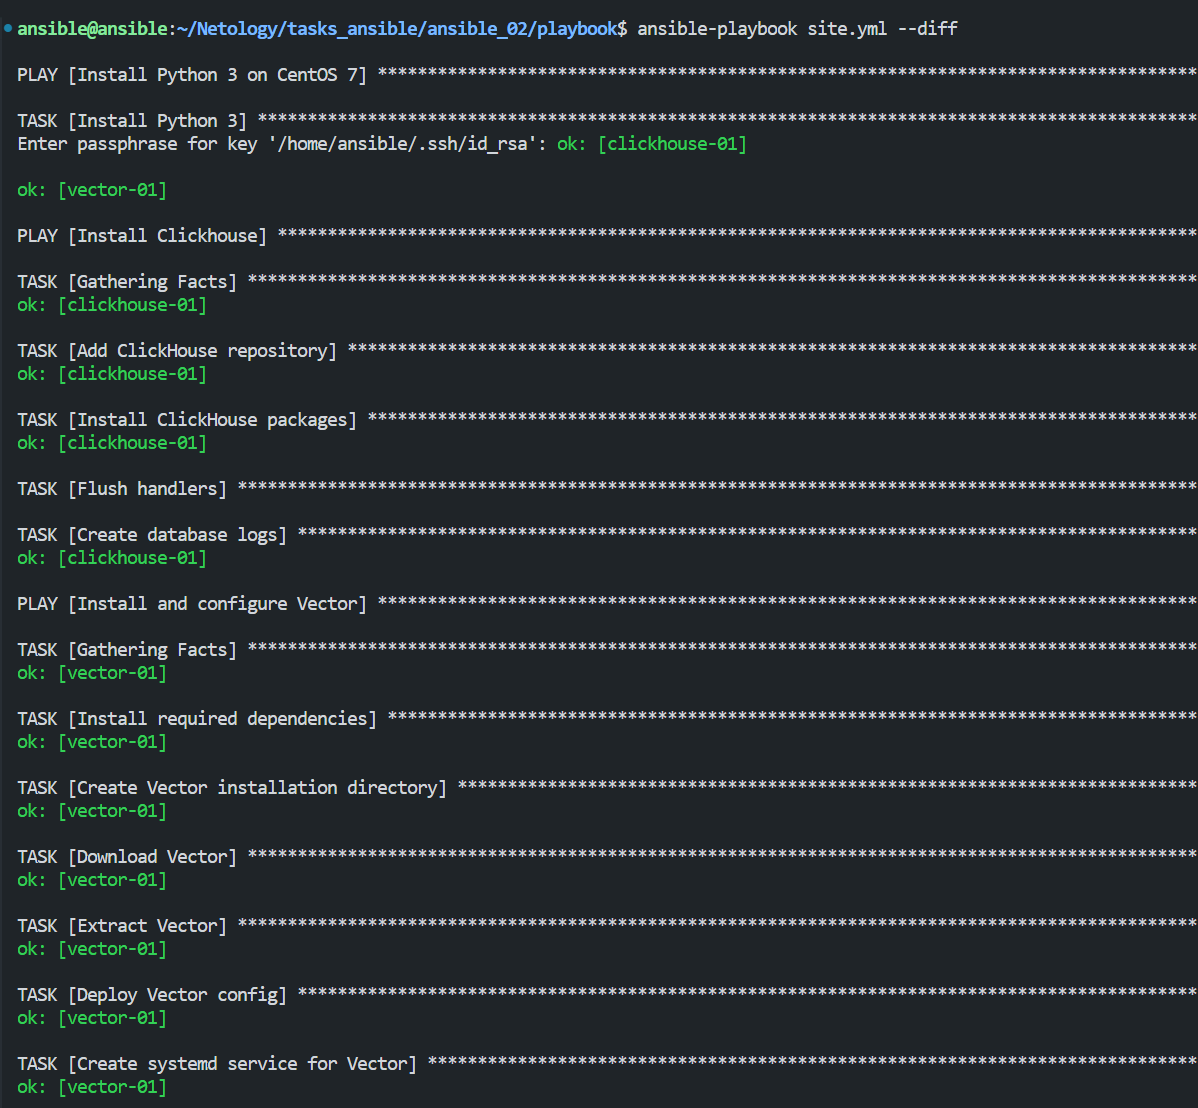 ansible@ansible:~/Netology/tasks_ansible/ansible_02/playbook$ ansible-playbook site.yml --diff
PLAY [Install Python 3 on CentOS 7] **********************************************************************************
TASK [Install Python 3] **********************************************************************************************
Enter passphrase for key '/home/ansible/.ssh/id_rsa': ok: [clickhouse-01]
ok: [vector-01]
PLAY [Install Clickhouse] ********************************************************************************************
TASK [Gathering Facts] ***********************************************************************************************
ok: [clickhouse-01]
TASK [Add ClickHouse repository] *************************************************************************************
ok: [clickhouse-01]
TASK [Install ClickHouse packages] ***********************************************************************************
ok: [clickhouse-01]
TASK [Flush handlers] ************************************************************************************************
TASK [Create database logs] ******************************************************************************************
ok: [clickhouse-01]
PLAY [Install and configure Vector] **********************************************************************************
TASK [Gathering Facts] ***********************************************************************************************
ok: [vector-01]
TASK [Install required dependencies] *********************************************************************************
ok: [vector-01]
TASK [Create Vector installation directory] **************************************************************************
ok: [vector-01]
TASK [Download Vector] ***********************************************************************************************
ok: [vector-01]
TASK [Extract Vector] ************************************************************************************************
ok: [vector-01]
TASK [Deploy Vector config] ******************************************************************************************
ok: [vector-01]
TASK [Create systemd service for Vector] *****************************************************************************
ok: [vector-01]